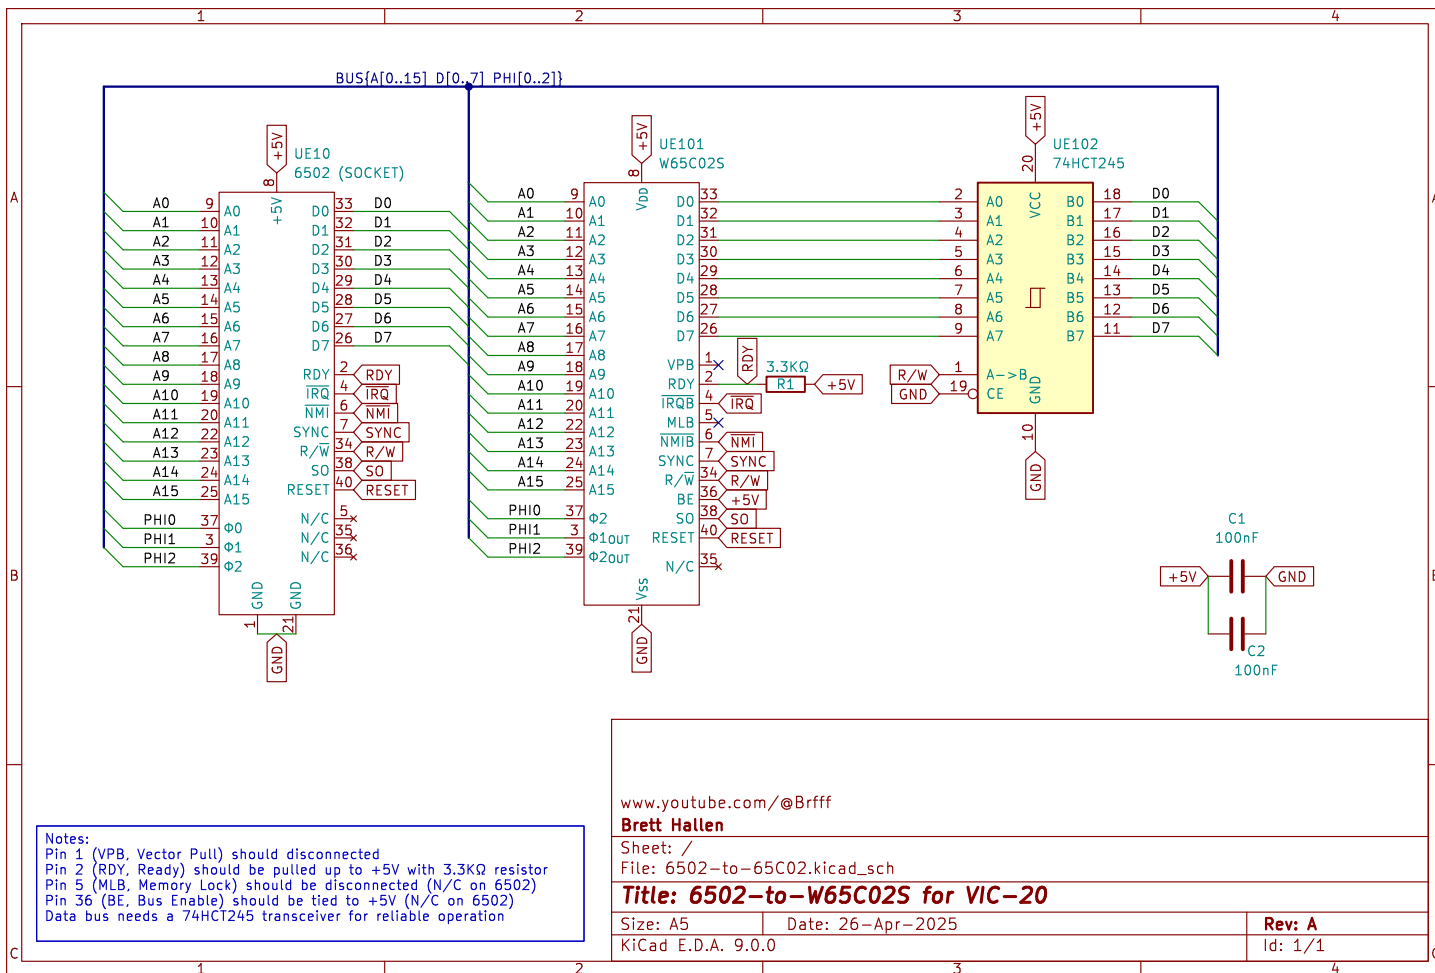 1 2 3 4
BUS{A[0..15] D[0..7] PHI[0..2]}
+5V
UE10
6502 (SOCKET)
8
+5V
A0 9 A0 D0 33 D0
A1 10 A1 D1 32 D1
A2 11 A2 D2 31 D2
A3 12 A3 D3 30 D3
A4 13 A4 D4 29 D4
A5 14 A5 D5 28 D5
A6 15 A6 D6 27 D6
A7 16 A7 D7 26 D7
A8 17 A8 RDY 2 RDY
A9 18 A9 IRQ 4 IRQ
A10 19 A10 NMI 6 NMI
A11 20 A11 SYNC 7 SYNC
A12 22 A12 R/W 34 R/W
A13 23 A13 SO 38 SO
A14 24 A14 RESET 40 RESET
A15 25 A15
PHI0 37 Φ0 N/C 5
PHI1 3 Φ1 N/C 35
PHI2 39 Φ2 N/C 36
GND GND
1 21
GND
+5V
UE101
W65C02S
8
VDD
A0 9 A0 D0 33
A1 10 A1 D1 32
A2 11 A2 D2 31
A3 12 A3 D3 30
A4 13 A4 D4 29
A5 14 A5 D5 28
A6 15 A6 D6 27
A7 16 A7 D7 26
A8 17 A8 VPB 1
A9 18 A9 RDY 2 RDY 3.3KΩ R1 +5V
A10 19 A10 IRQB 4 IRQ
A11 20 A11 MLB 5
A12 22 A12 NMIB 6 NMI
A13 23 A13 SYNC 7 SYNC
A14 24 A14 R/W 34 R/W
A15 25 A15 BE 36 +5V
PHI0 37 Φ2 SO 38 SO
PHI1 3 Φ1OUT RESET 40 RESET
PHI2 39 Φ2OUT N/C 35
VSS
21
GND
+5V
UE102
74HCT245
20
VCC
2 A0 B0 18 D0
3 A1 B1 17 D1
4 A2 B2 16 D2
5 A3 B3 15 D3
6 A4 B4 14 D4
7 A5 B5 13 D5
8 A6 B6 12 D6
9 A7 B7 11 D7
R/W 1 A->B
GND 19 CE
GND
10
GND
C1
100nF
+5V GND
C2
100nF
A A
B B
C C
Notes:
Pin 1 (VPB, Vector Pull) should disconnected
Pin 2 (RDY, Ready) should be pulled up to +5V with 3.3KΩ resistor
Pin 5 (MLB, Memory Lock) should be disconnected (N/C on 6502)
Pin 36 (BE, Bus Enable) should be tied to +5V (N/C on 6502)
Data bus needs a 74HCT245 transceiver for reliable operation
www.youtube.com/@Brfff
Brett Hallen
Sheet: /
File: 6502-to-65C02.kicad_sch
Title: 6502-to-W65C02S for VIC-20
Size: A5 Date: 26-Apr-2025 Rev: A
KiCad E.D.A. 9.0.0 Id: 1/1
1 2 3 4